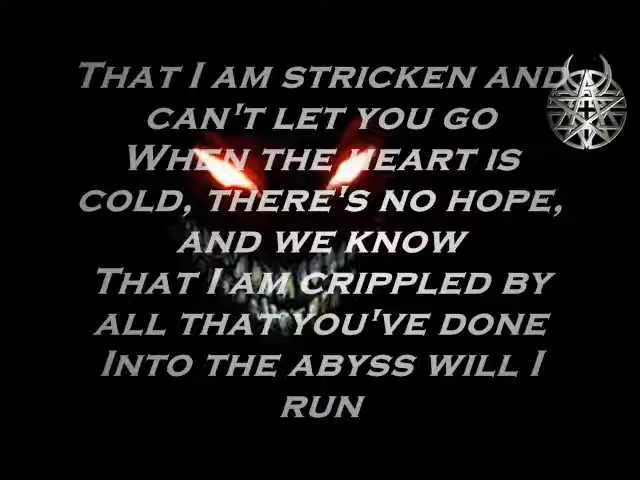 THAT I AM STRICKEN AND
CAN'T LET YOU GO
WHEN THE HEART IS
COLD, THERE'S NO HOPE,
AND WE KNOW
THAT I AM CRIPPLED BY
ALL THAT YOU'VE DONE
INTO THE ABYSS WILL I
RUN